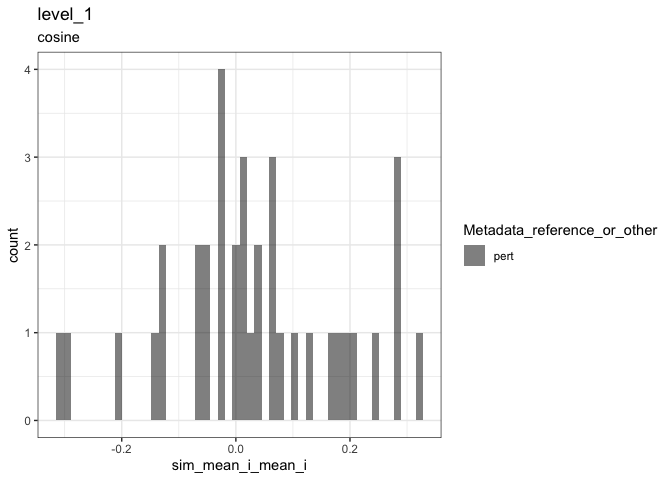 level_1
cosine
4
3
2
1
0
count
-0.2
0.0
0.2
sim_mean_i_mean_i
Metadata_reference_or_other
pert